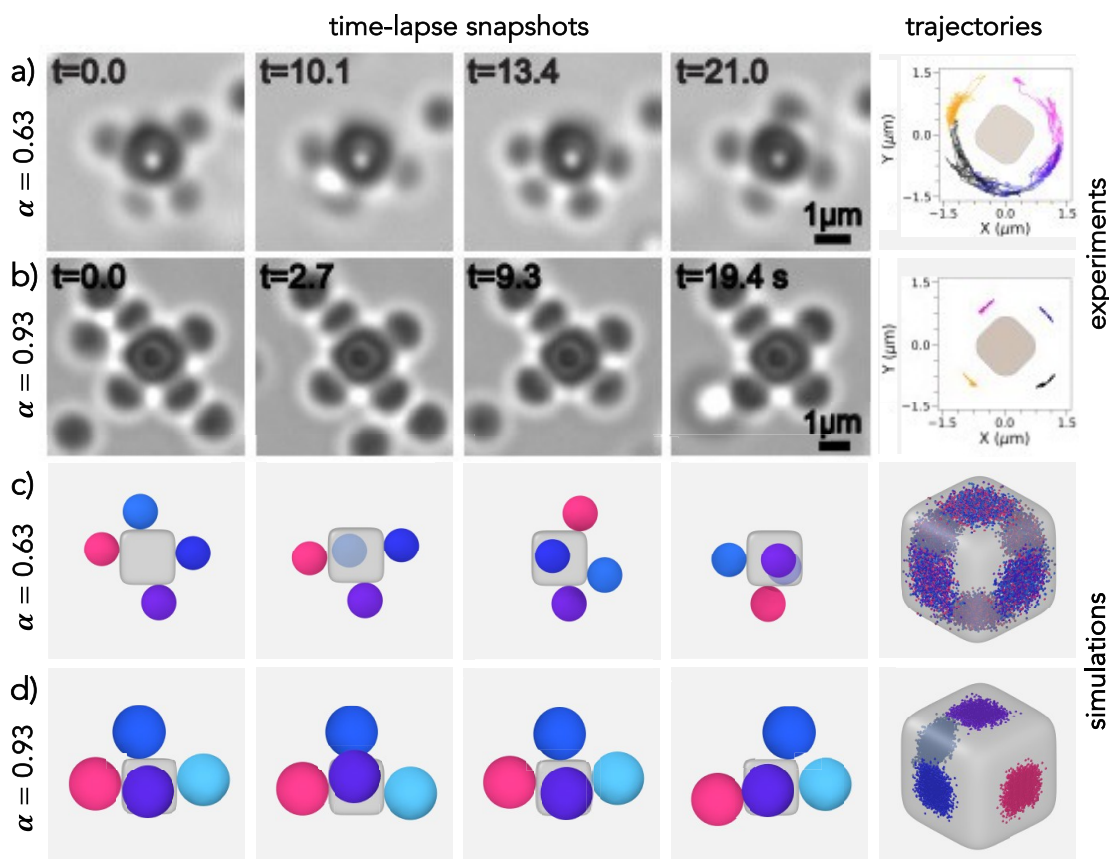 time-lapse snapshots
trajectories
a)
α = 0.63
t=0.0
t=10.1
t=13.4
t=21.0
1μm
Y (μm)
1.5
0.0
−1.5
−1.5
0.0
1.5
X (μm)
b)
α = 0.93
t=0.0
t=2.7
t=9.3
t=19.4 s
1μm
Y (μm)
1.5
0.0
−1.5
−1.5
0.0
1.5
X (μm)
experiments
c)
α = 0.63
d)
α = 0.93
simulations